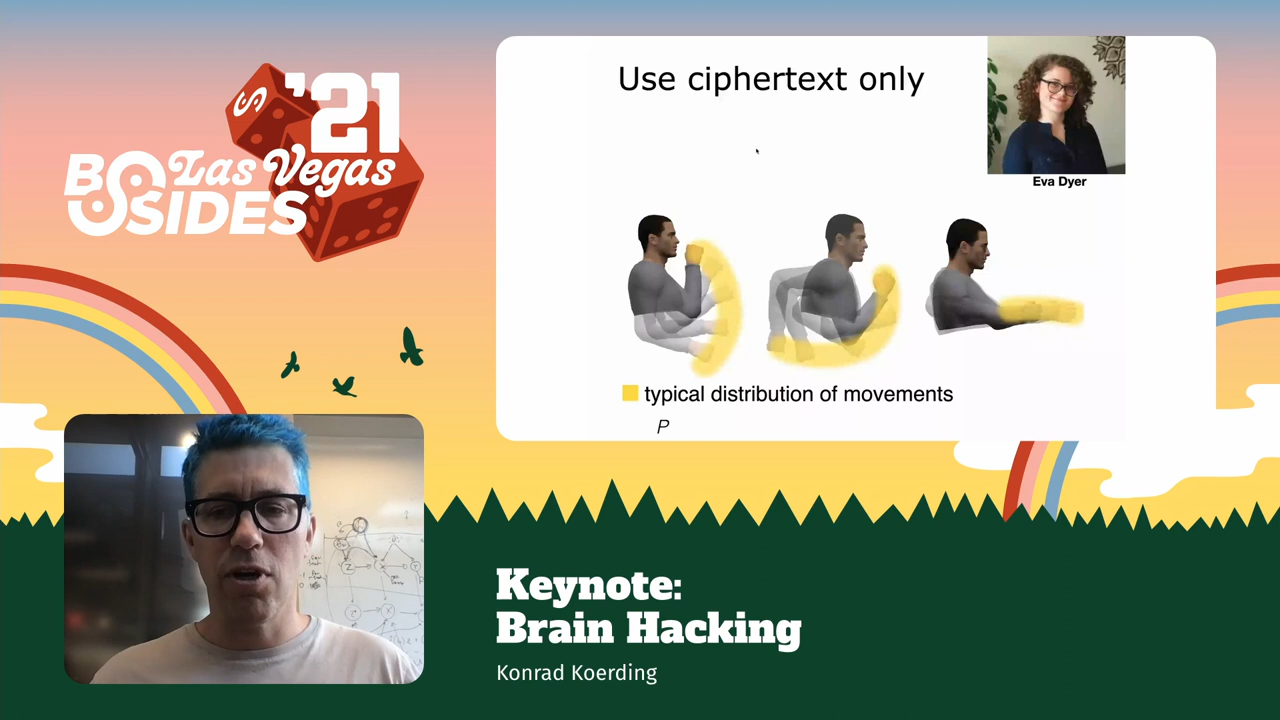 S
'21
BSIDES
Las Vegas
Use ciphertext only
Eva Dyer
typical distribution of movements
P
Keynote:
Brain Hacking
Konrad Koerding